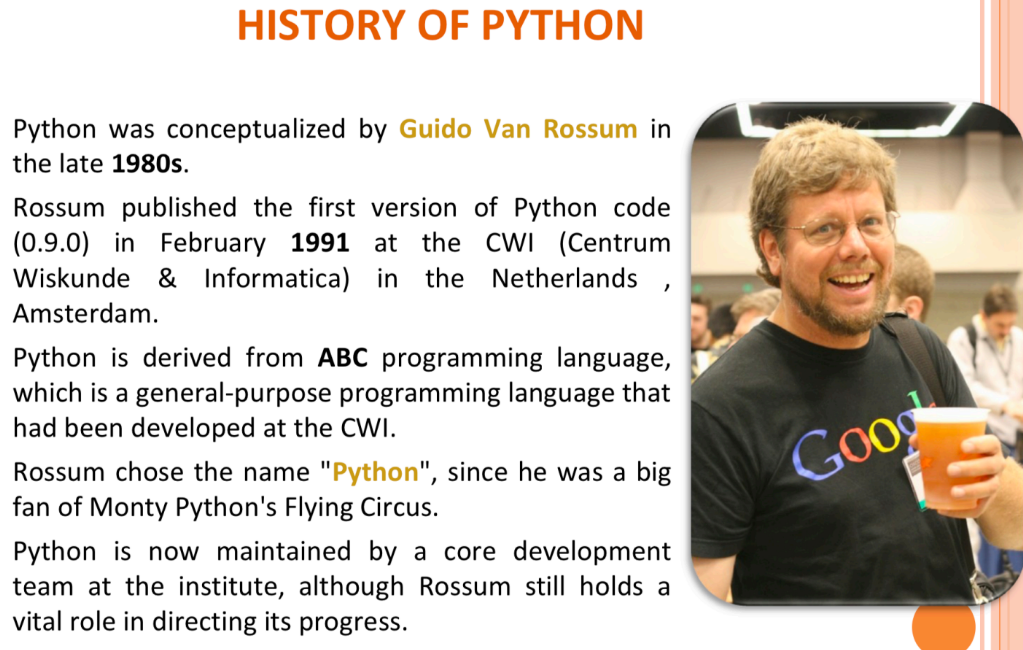 HISTORY OF PYTHON
Python was conceptualized by Guido Van Rossum in
the late 1980s.
Rossum published the first version of Python code
(0.9.0) in February 1991 at the CWI (Centrum
Wiskunde & Informatica) in the Netherlands ,
Amsterdam.
Python is derived from ABC programming language,
which is a general-purpose programming language that
had been developed at the CWI.
Rossum chose the name "Python", since he was a big
fan of Monty Python's Flying Circus.
Python is now maintained by a core development
team at the institute, although Rossum still holds a
vital role in directing its progress.
Googl